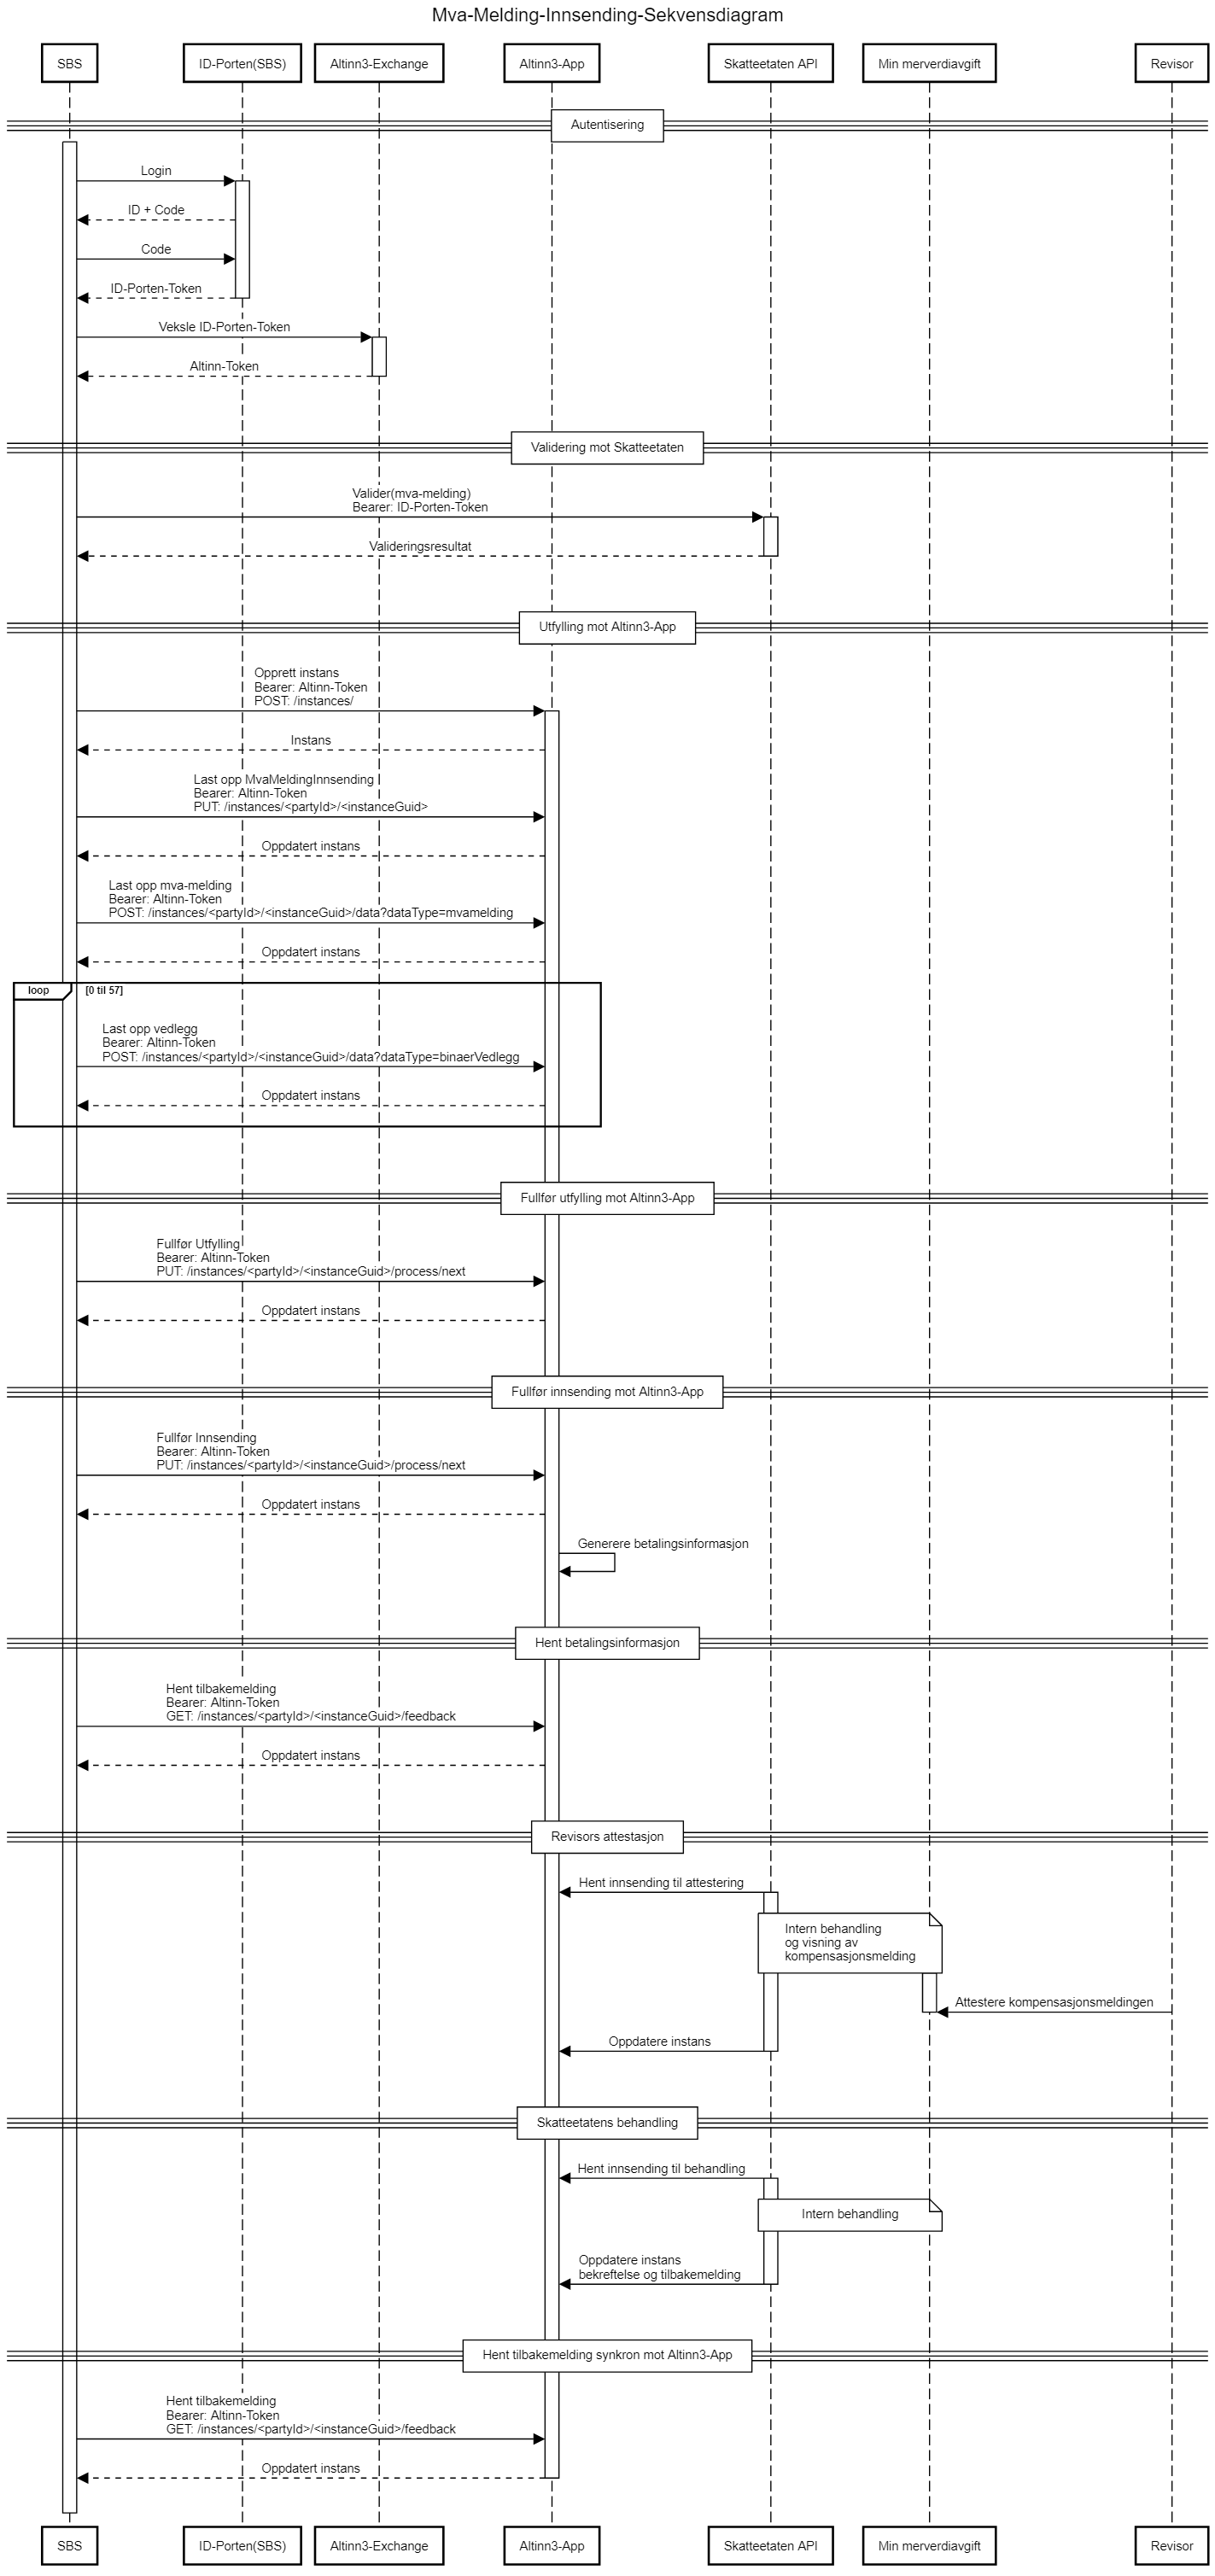 Mva-Melding-Innsending-Sekvensdiagram
SBS
ID-Porten(SBS)
Altinn3-Exchange
Altinn3-App
Skatteetaten API
Min merverdiavgift
Revisor
Autentisering
Login
ID + Code
Code
ID-Porten-Token
Veksle ID-Porten-Token
Altinn-Token
Validering mot Skatteetaten
Valider(mva-melding)
Bearer: ID-Porten-Token
Valideringsresultat
Utfylling mot Altinn3-App
Opprett instans
Bearer: Altinn-Token
POST: /instances/
Instans
Last opp MvaMeldingInnsending
Bearer: Altinn-Token
PUT: /instances/<partyId>/<instanceGuid>
Oppdatert instans
Last opp mva-melding
Bearer: Altinn-Token
POST: /instances/<partyId>/<instanceGuid>/data?dataType=mvamelding
Oppdatert instans
loop [0 til 57]
Last opp vedlegg
Bearer: Altinn-Token
POST: /instances/<partyId>/<instanceGuid>/data?dataType=binaerVedlegg
Oppdatert instans
Fullfør utfylling mot Altinn3-App
Fullfør Utfylling
Bearer: Altinn-Token
PUT: /instances/<partyId>/<instanceGuid>/process/next
Oppdatert instans
Fullfør innsending mot Altinn3-App
Fullfør Innsending
Bearer: Altinn-Token
PUT: /instances/<partyId>/<instanceGuid>/process/next
Oppdatert instans
Generere betalingsinformasjon
Hent betalingsinformasjon
Hent tilbakemelding
Bearer: Altinn-Token
GET: /instances/<partyId>/<instanceGuid>/feedback
Oppdatert instans
Revisors attestasjon
Hent innsending til attestering
Intern behandling
og visning av
kompensasjonsmelding
Attestere kompensasjonsmeldingen
Oppdatere instans
Skatteetatens behandling
Hent innsending til behandling
Intern behandling
Oppdatere instans
bekreftelse og tilbakemelding
Hent tilbakemelding synkron mot Altinn3-App
Hent tilbakemelding
Bearer: Altinn-Token
GET: /instances/<partyId>/<instanceGuid>/feedback
Oppdatert instans
SBS
ID-Porten(SBS)
Altinn3-Exchange
Altinn3-App
Skatteetaten API
Min merverdiavgift
Revisor